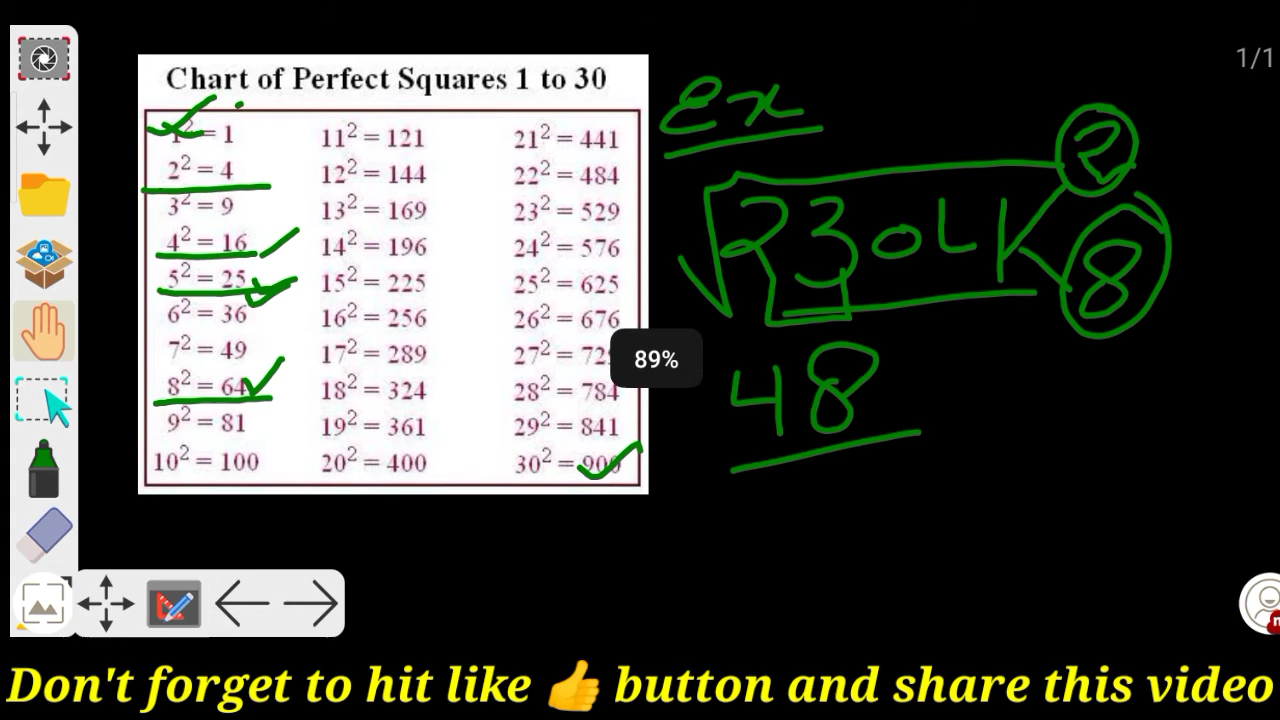 1/1
Chart of Perfect Squares 1 to 30
1² = 1 11² = 121 21² = 441
2² = 4 12² = 144 22² = 484
3² = 9 13² = 169 23² = 529
4² = 16 14² = 196 24² = 576
5² = 25 15² = 225 25² = 625
6² = 36 16² = 256 26² = 676
7² = 49 17² = 289 27² = 729
8² = 64 18² = 324 28² = 784
9² = 81 19² = 361 29² = 841
10² = 100 20² = 400 30² = 900
Ex
2
√2304
8
48
89%
Don't forget to hit like 👍 button and share this video